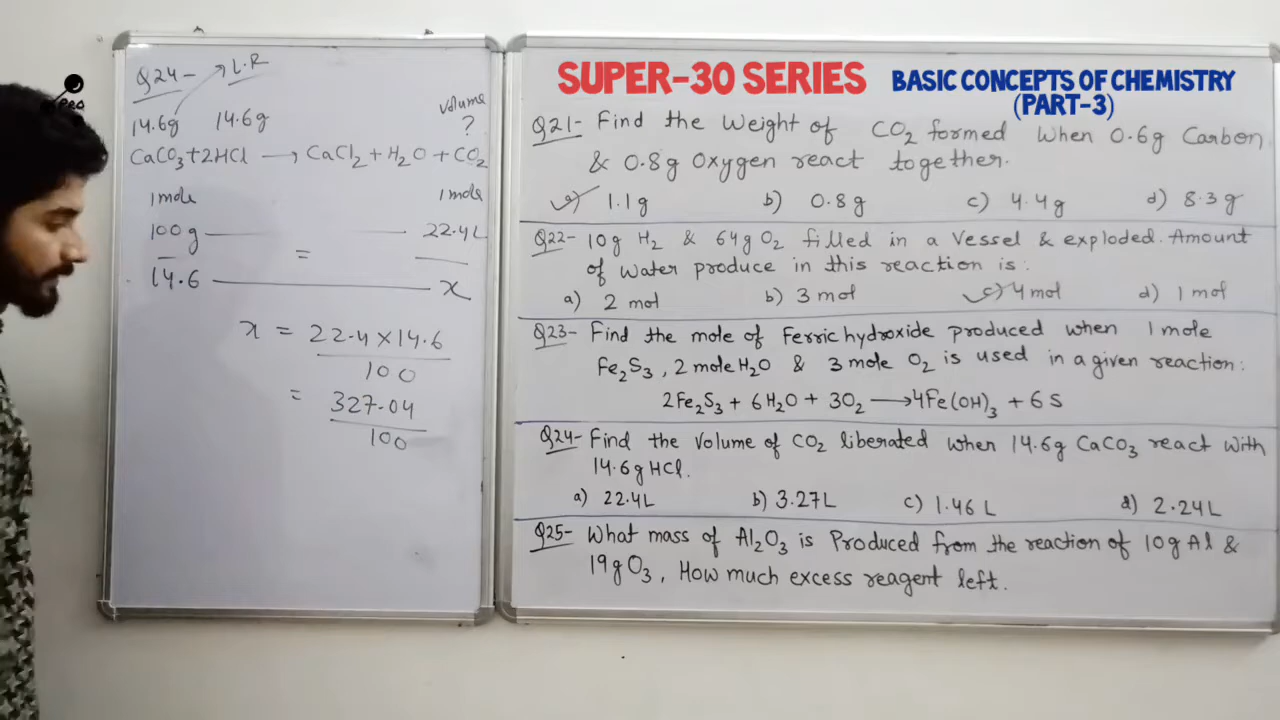 Q24- → L.R
14.6g 14.6g volume ?
CaCO3+2HCl → CaCl2+H2O+CO2
1mole 1mole
100g 22.4L
=
14.6 x
x = 22.4×14.6
100
= 327.04
100
SUPER-30 SERIES BASIC CONCEPTS OF CHEMISTRY
(PART-3)
Q21- Find the Weight of CO2 formed When 0.6g Carbon
& 0.8g Oxygen react together.
a) 1.1g b) 0.8g c) 4.4g d) 8.3g
Q22- 10g H2 & 64gO2 filled in a Vessel & exploded. Amount
of water produce in this reaction is:
a) 2 mol b) 3 mol c) 4 mol d) 1 mol
Q23- Find the mole of Ferric hydroxide produced when 1 mole
Fe2S3, 2 mole H2O & 3 mole O2 is used in a given reaction:
2Fe2S3 + 6H2O + 3O2 → 4Fe(OH)3 + 6S
Q24- Find the Volume of CO2 liberated when 14.6g CaCO3 react with
14.6g HCl.
a) 22.4L b) 3.27L c) 1.46 L d) 2.24L
Q25- What mass of Al2O3 is Produced from the reaction of 10g Al &
19g O3, How much excess reagent left.